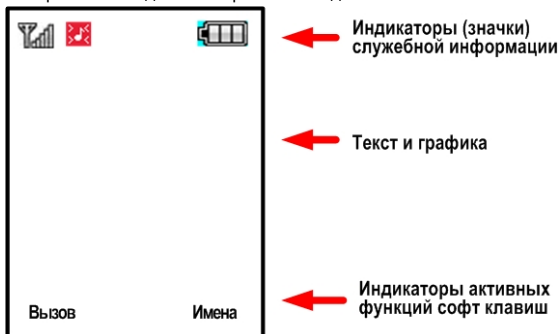 Индикаторы (значки)
служебной информации
Текст и графика
Индикаторы активных
функций софт клавиш
Вызов
Имена